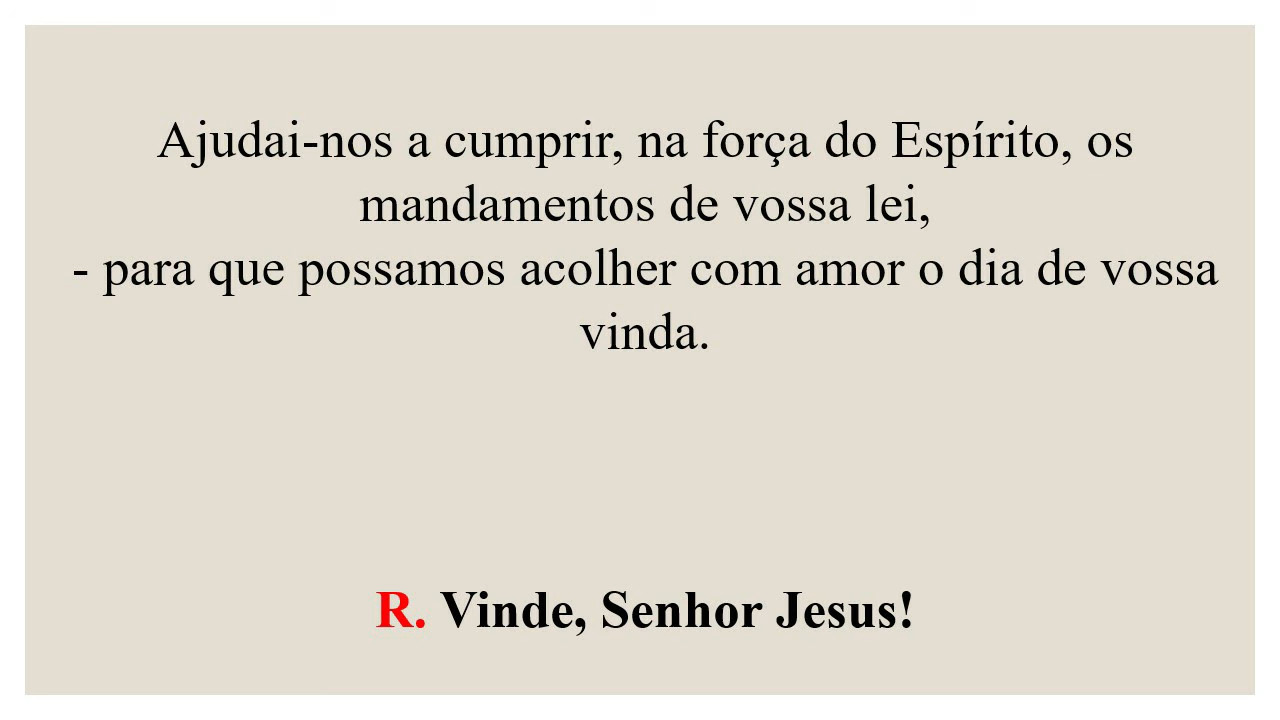 Ajudai-nos a cumprir, na força do Espírito, os
mandamentos de vossa lei,
- para que possamos acolher com amor o dia de vossa
vinda.
R. Vinde, Senhor Jesus!